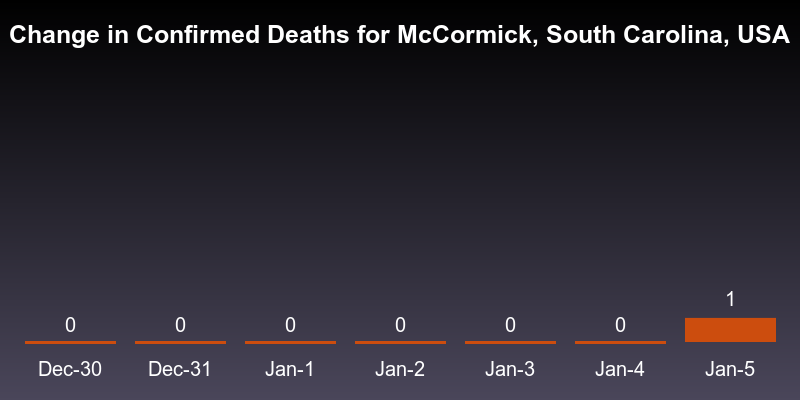 Change in Confirmed Deaths for McCormick, South Carolina, USA
0 0 0 0 0 0 1
Dec-30 Dec-31 Jan-1 Jan-2 Jan-3 Jan-4 Jan-5